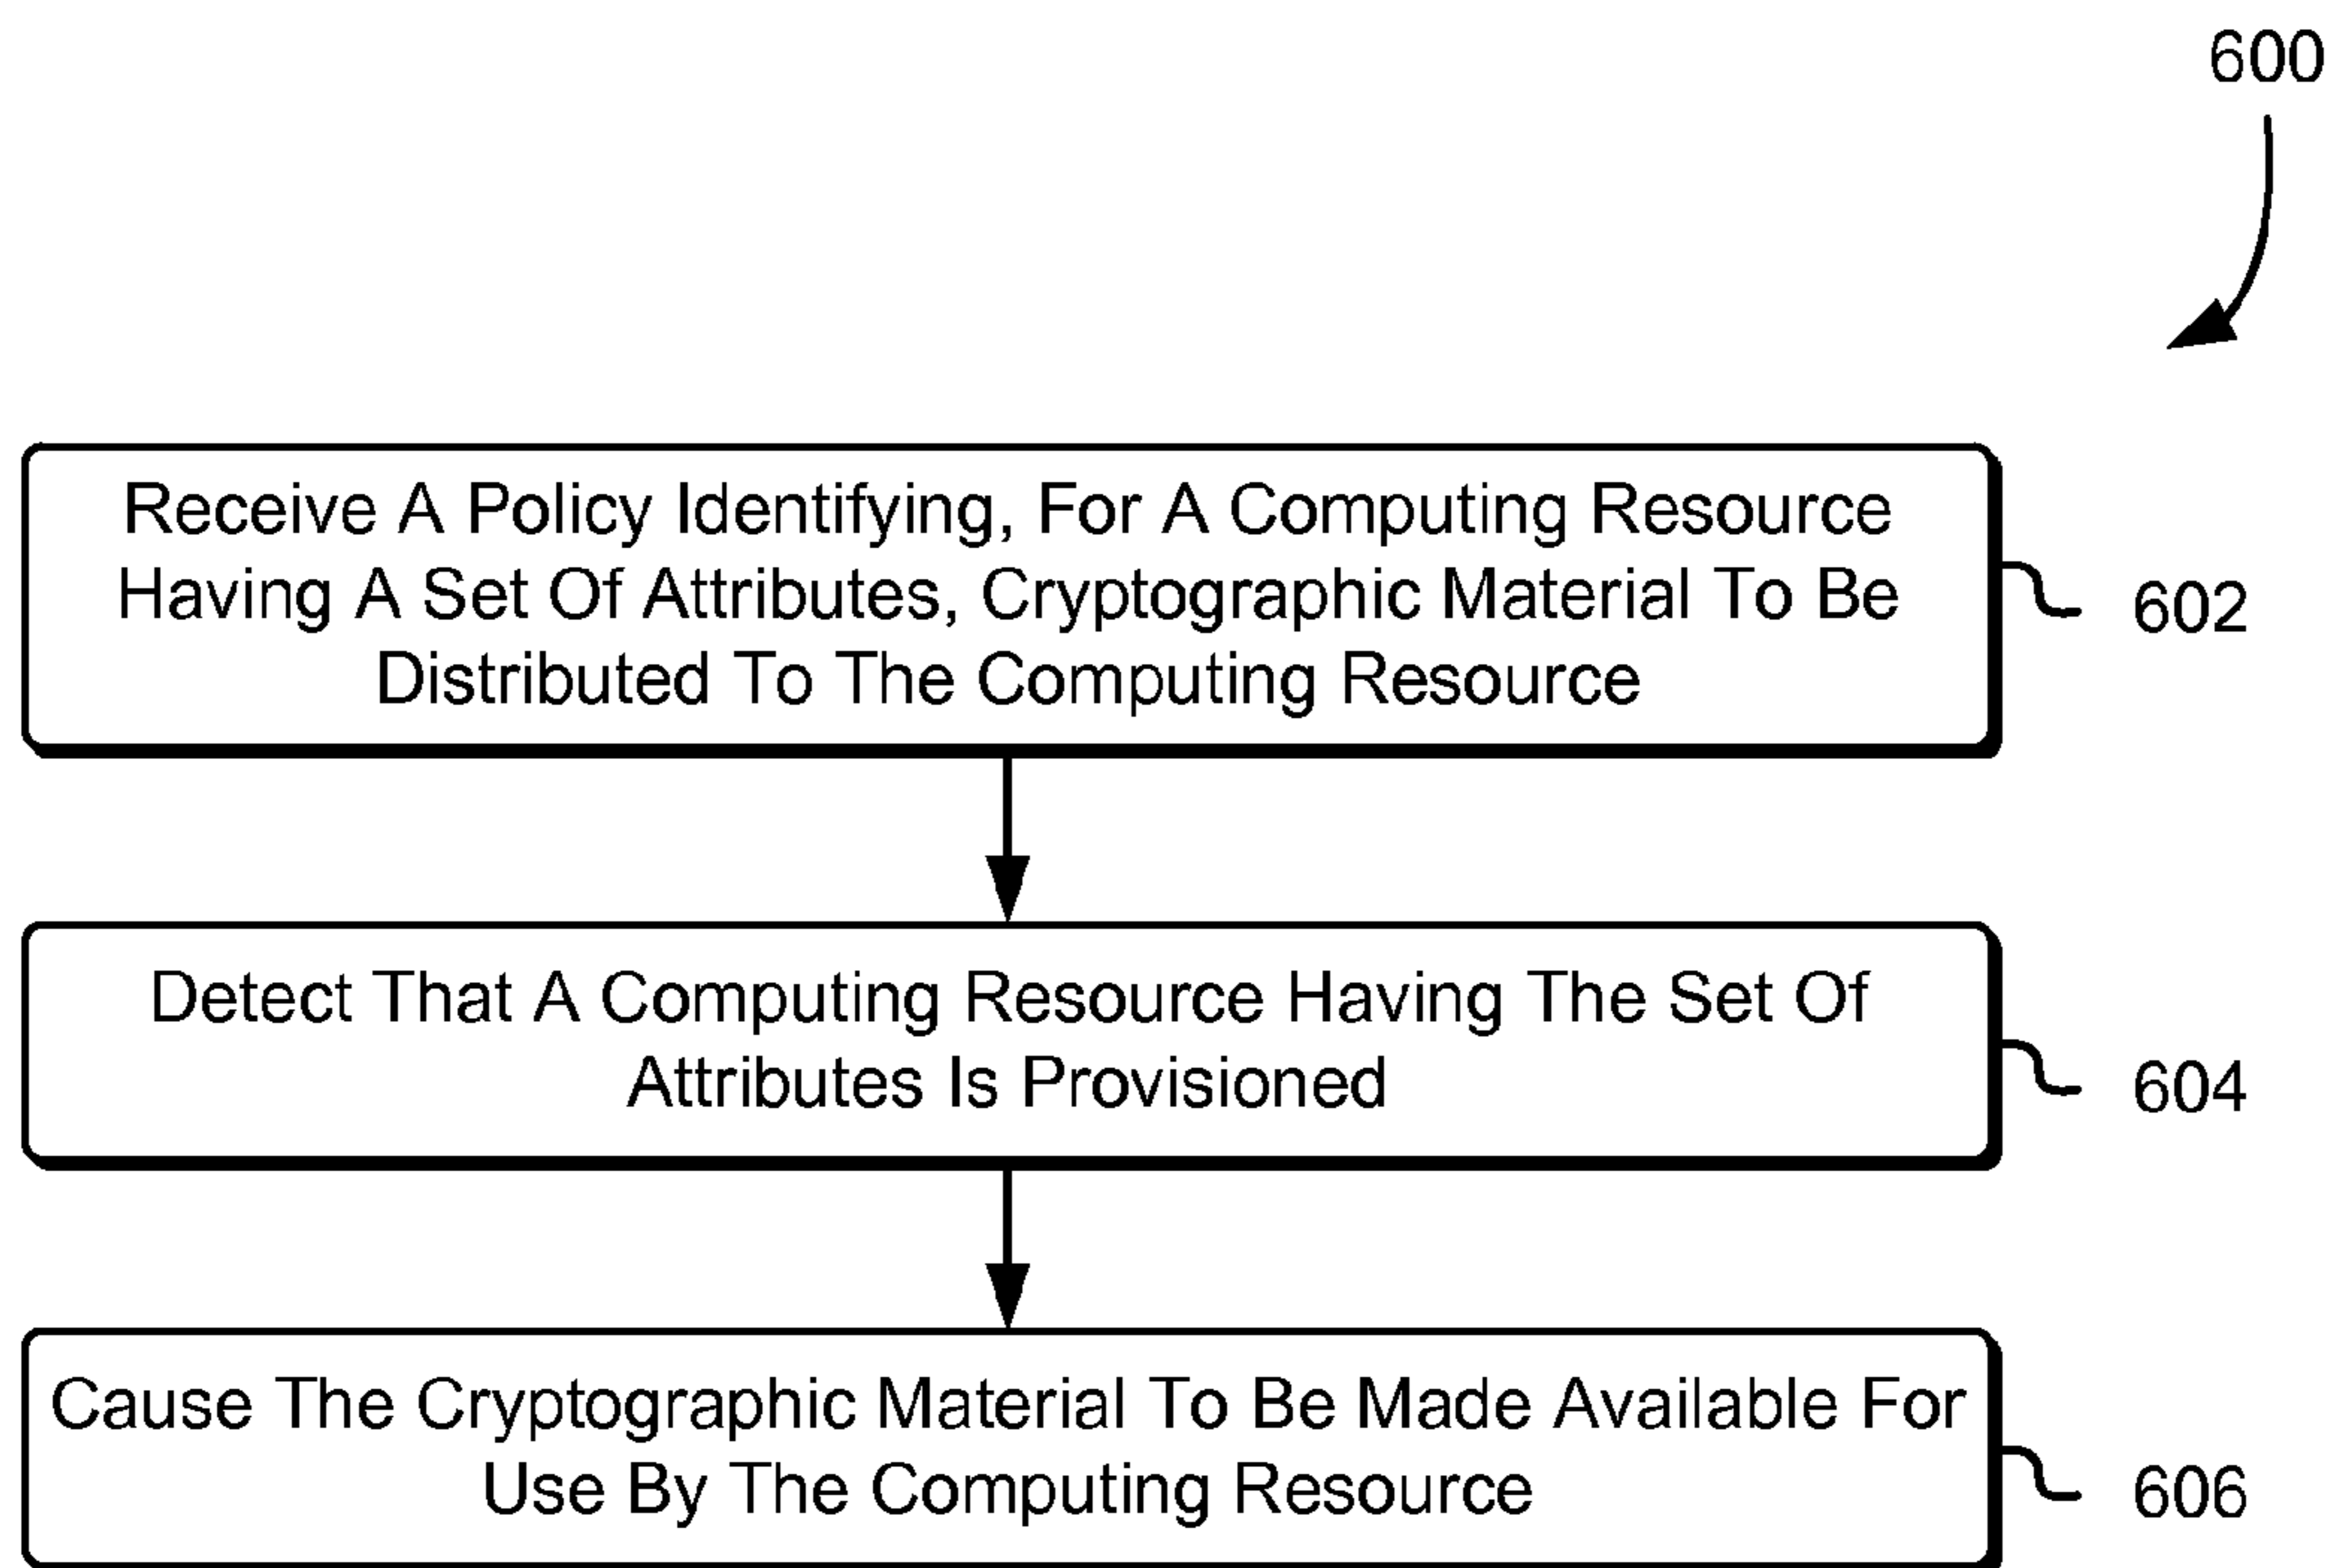 600
Receive A Policy Identifying, For A Computing Resource
Having A Set Of Attributes, Cryptographic Material To Be
Distributed To The Computing Resource
602
Detect That A Computing Resource Having The Set Of
Attributes Is Provisioned
604
Cause The Cryptographic Material To Be Made Available For
Use By The Computing Resource
606